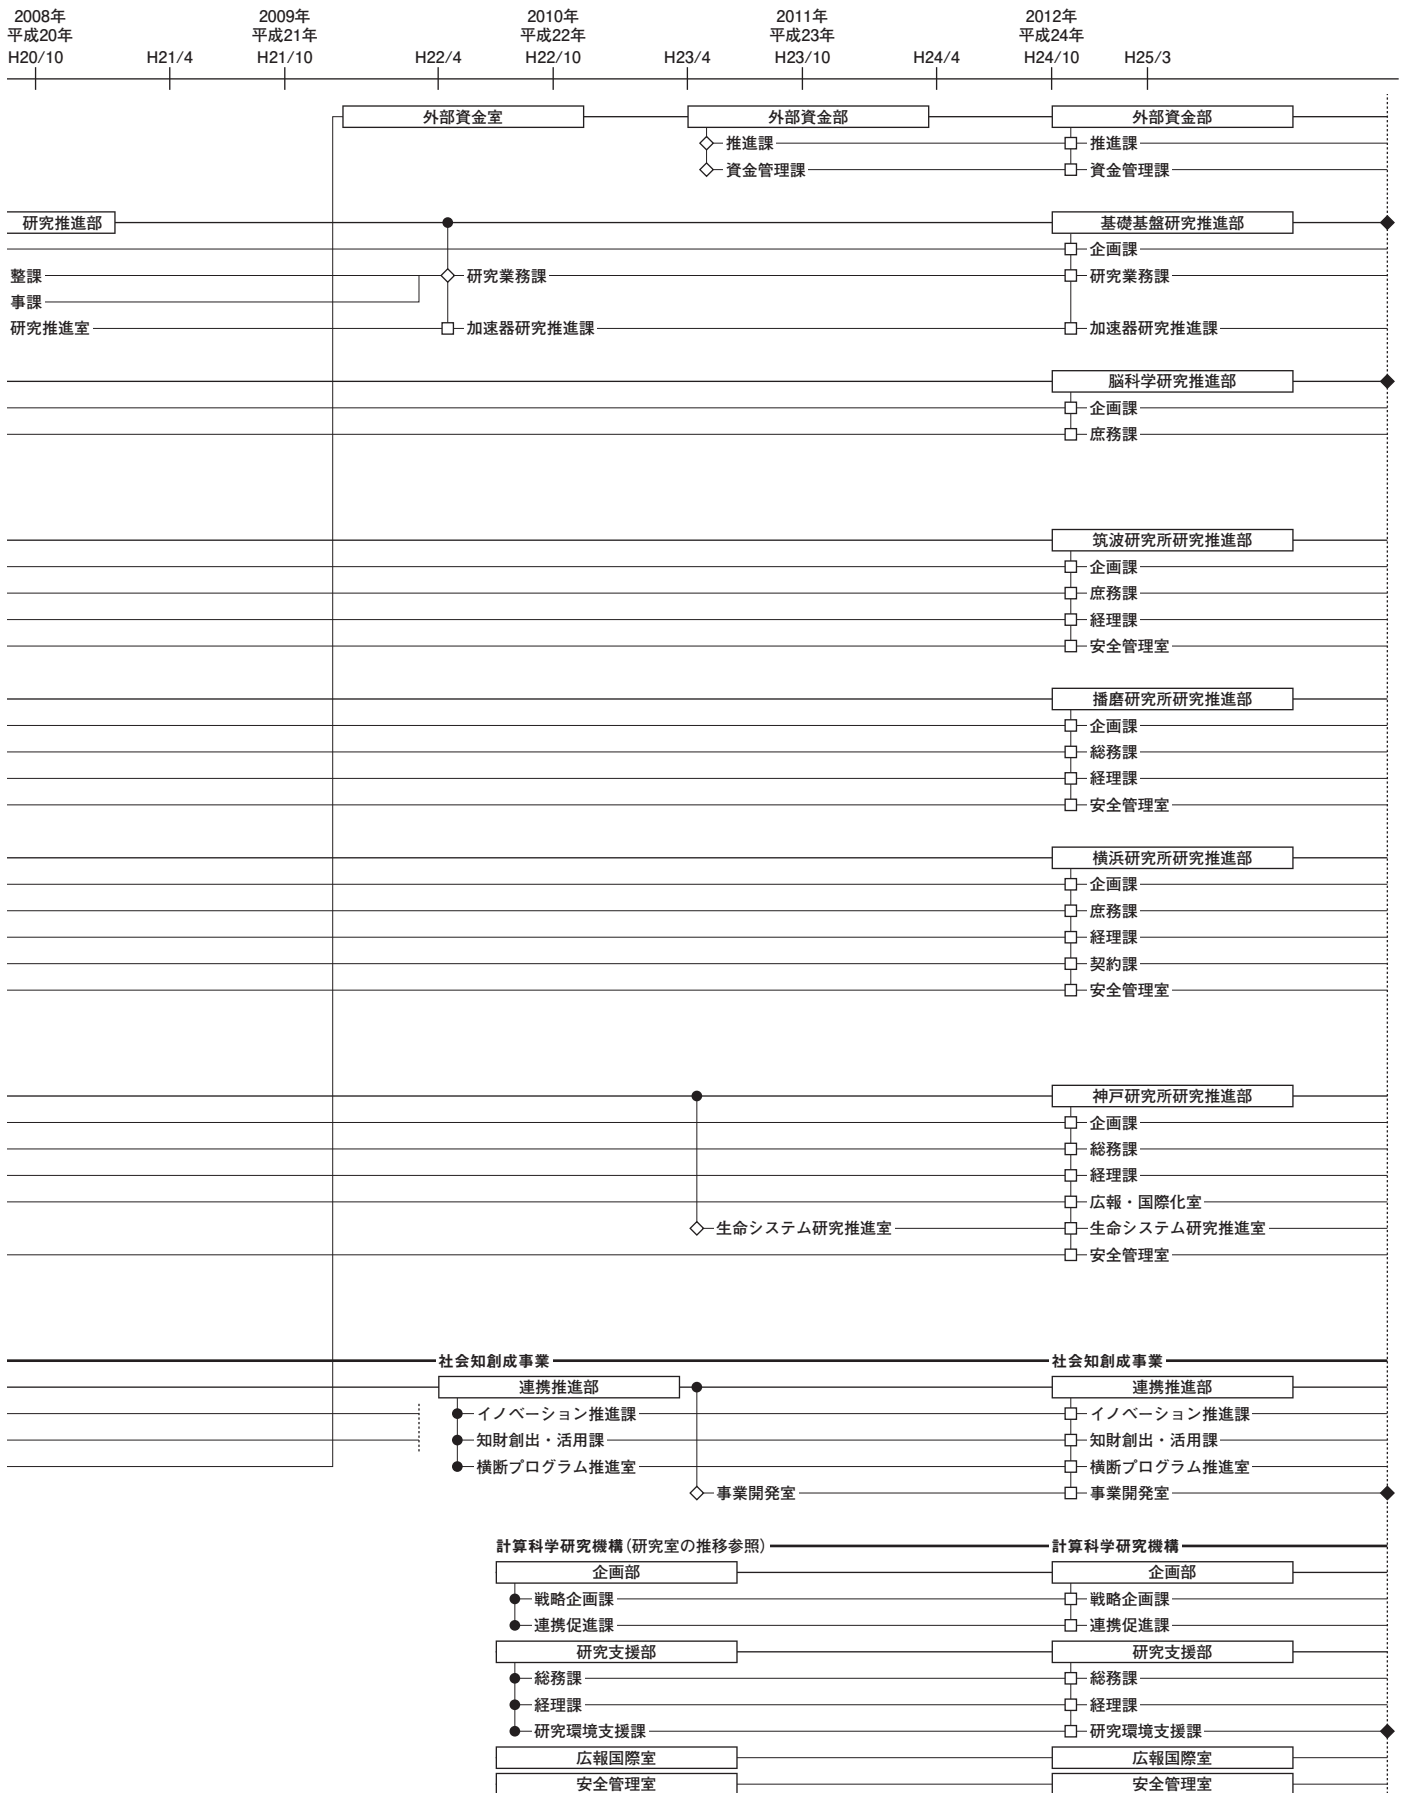 2008年 2009年 2010年 2011年 2012年
平成20年 平成21年 平成22年 平成23年 平成24年
H20/10 H21/4 H21/10 H22/4 H22/10 H23/4 H23/10 H24/4 H24/10 H25/3
外部資金室 外部資金部 外部資金部
推進課 推進課
資金管理課 資金管理課
研究推進部 基礎基盤研究推進部
企画課
整課 研究業務課 研究業務課
事課
研究推進室 加速器研究推進課 加速器研究推進課
脳科学研究推進部
企画課
庶務課
筑波研究所研究推進部
企画課
庶務課
経理課
安全管理室
播磨研究所研究推進部
企画課
総務課
経理課
安全管理室
横浜研究所研究推進部
企画課
庶務課
経理課
契約課
安全管理室
神戸研究所研究推進部
企画課
総務課
経理課
広報・国際化室
生命システム研究推進室 生命システム研究推進室
安全管理室
社会知創成事業 社会知創成事業
連携推進部 連携推進部
イノベーション推進課 イノベーション推進課
知財創出・活用課 知財創出・活用課
横断プログラム推進室 横断プログラム推進室
事業開発室 事業開発室
計算科学研究機構（研究室の推移参照） 計算科学研究機構
企画部 企画部
戦略企画課 戦略企画課
連携促進課 連携促進課
研究支援部 研究支援部
総務課 総務課
経理課 経理課
研究環境支援課 研究環境支援課
広報国際室 広報国際室
安全管理室 安全管理室